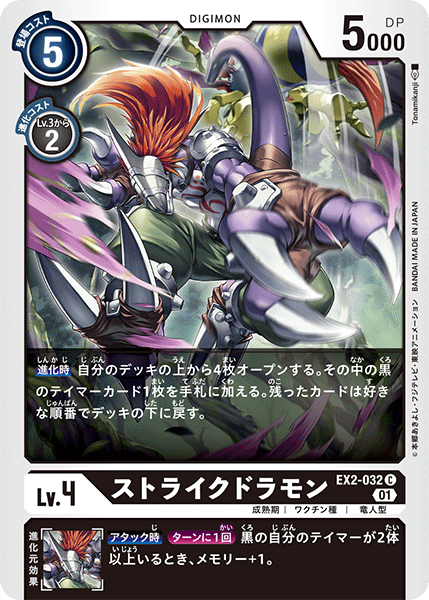 DIGIMON
登場コスト
5
DP
5000
進化コスト
Lv.3から
2
Tonamikanji
BANDAI MADE IN JAPAN
©本郷あきよし・フジテレビ・東映アニメーション
進化時 自分のデッキの上から4枚オープンする。その中の黒
のテイマーカード1枚を手札に加える。残ったカードは好き
な順番でデッキの下に戻す。
Lv.4
ストライクドラモン
EX2-032 C
01
成熟期 | ワクチン種 | 竜人型
進化元効果
アタック時 ターンに1回 黒の自分のテイマーが2体
以上いるとき、メモリー+1。